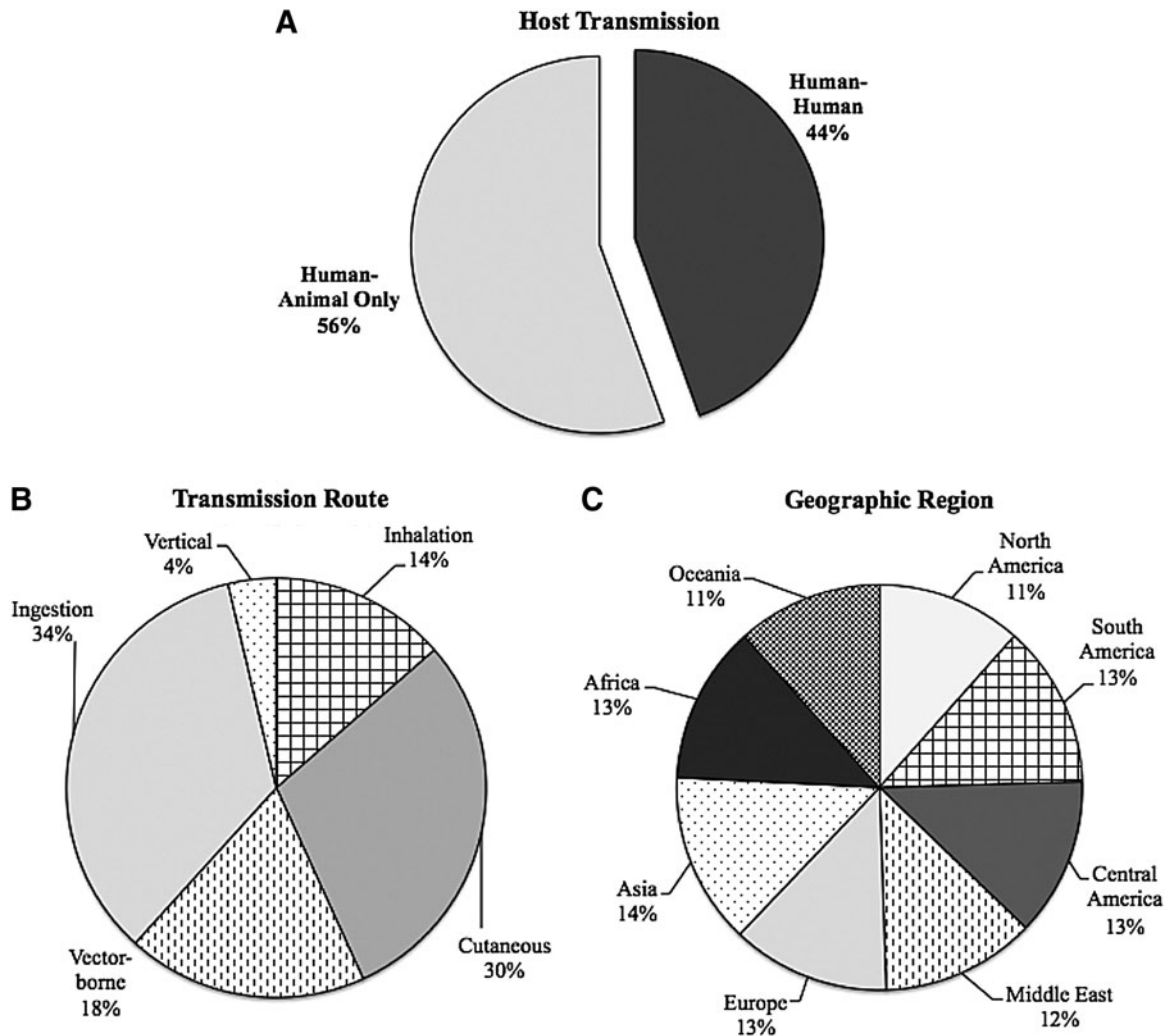 A
Host Transmission
Human-
Human
44%
Human-
Animal Only
56%
B
Transmission Route
Vertical
4%
Inhalation
14%
Ingestion
34%
Vector-
borne
18%
Cutaneous
30%
C
Geographic Region
North
America
11%
Oceania
11%
South
America
13%
Africa
13%
Asia
14%
Central
America
13%
Europe
13%
Middle East
12%